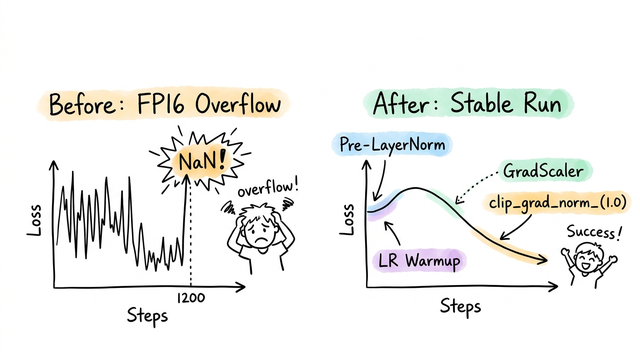 Before: FP16 Overflow
NaN!
overflow!
Loss
1200
Steps
After: Stable Run
Pre-LayerNorm
GradScaler
clip_grad_norm_(1.0)
Success!
LR Warmup
Loss
Steps